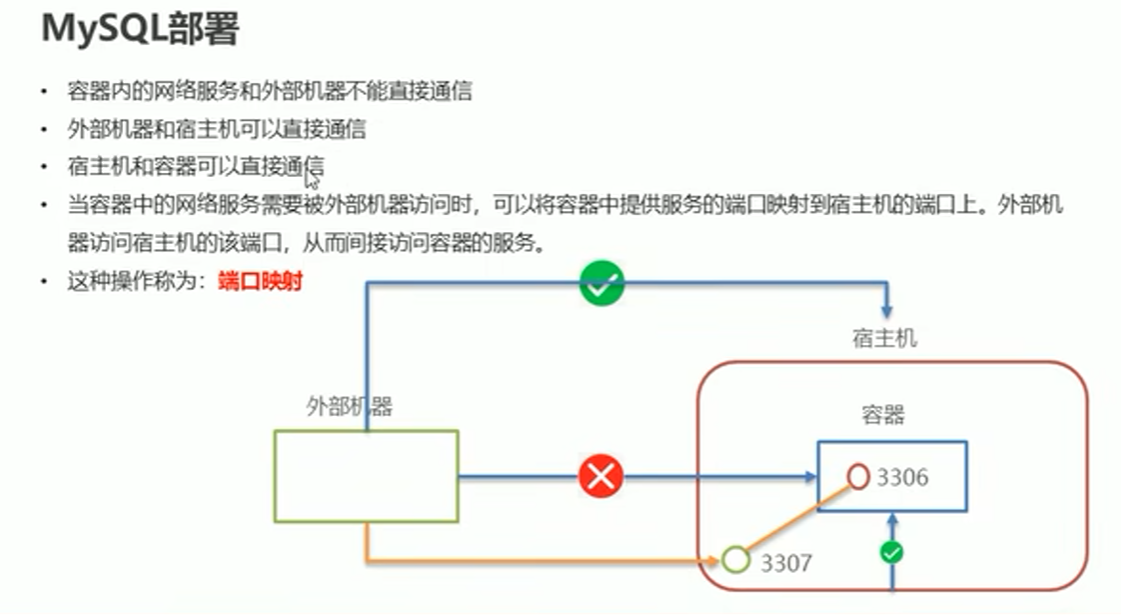 MySQL部署
• 容器内的网络服务和外部机器不能直接通信
• 外部机器和宿主机可以直接通信
• 宿主机和容器可以直接通信
• 当容器中的网络服务需要被外部机器访问时，可以将容器中提供服务的端口映射到宿主机的端口上。外部机
器访问宿主机的该端口，从而间接访问容器的服务。
• 这种操作称为：端口映射
宿主机
外部机器
容器
3306
3307